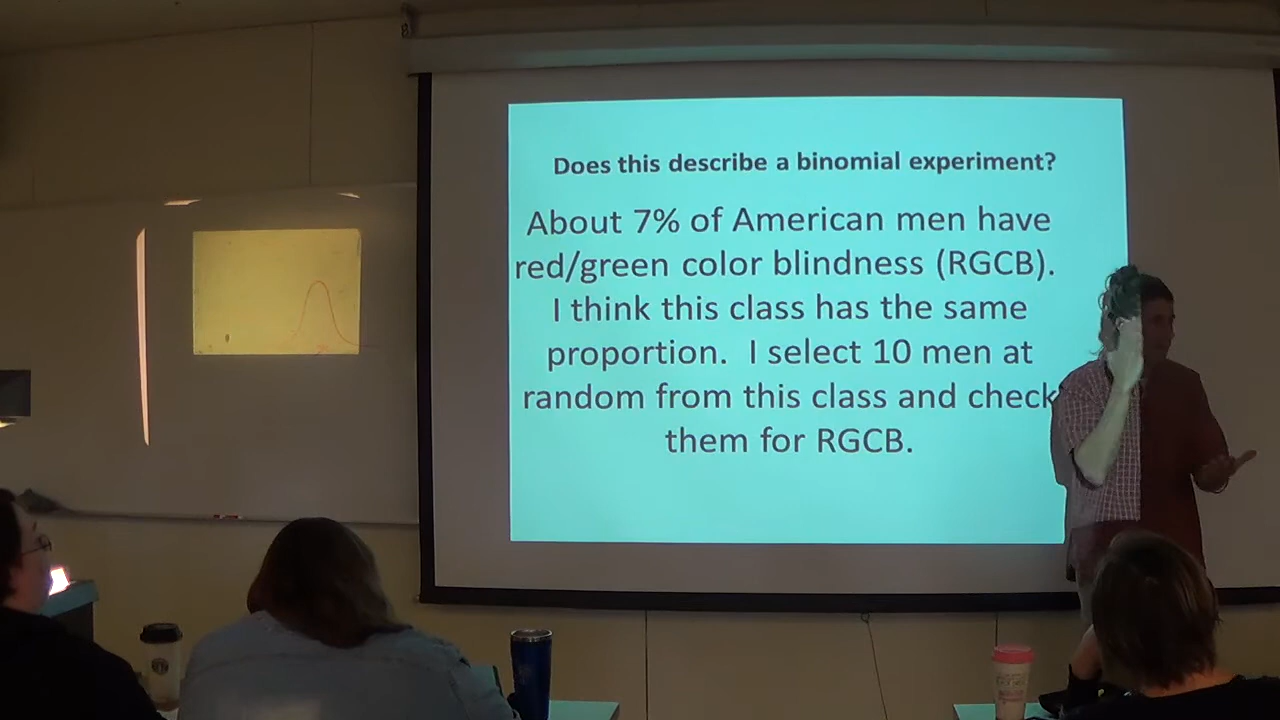 Does this describe a binomial experiment?
About 7% of American men have
red/green color blindness (RGCB).
I think this class has the same
proportion. I select 10 men at
random from this class and check
them for RGCB.